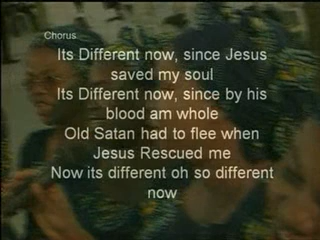 Chorus
Its Different now, since Jesus
saved my soul
Its Different now, since by his
blood am whole
Old Satan had to flee when
Jesus Rescued me
Now its different oh so different
now